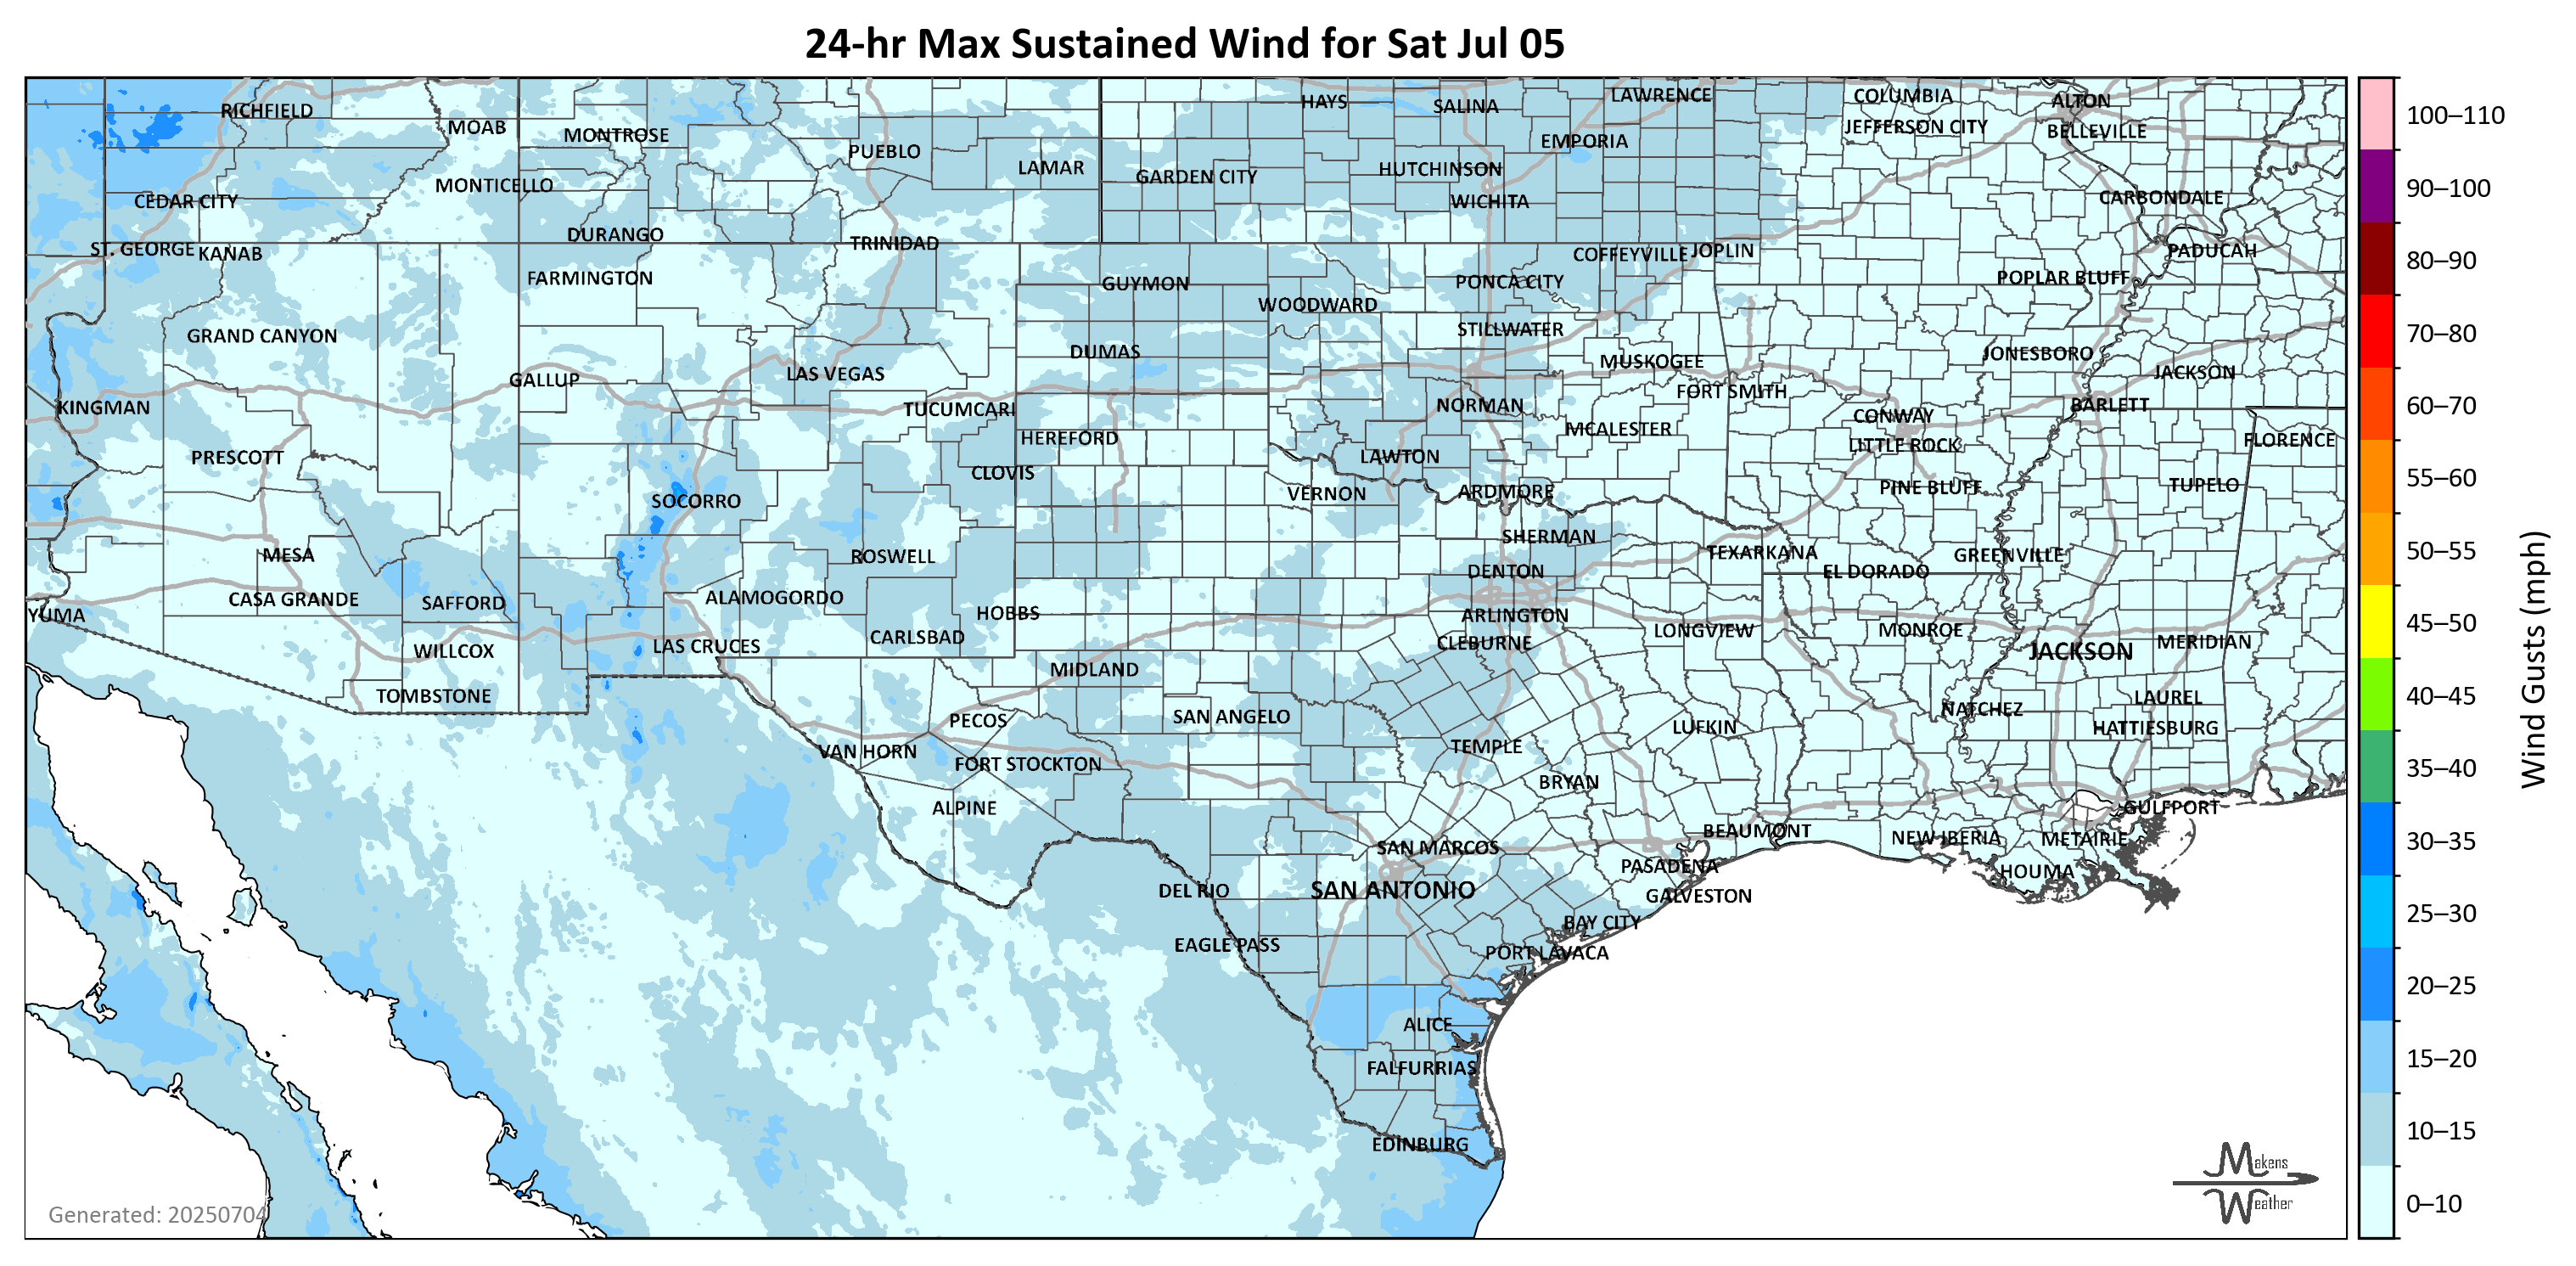 24-hr Max Sustained Wind for Sat Jul 05
RICHFIELD
MOAB
MONTROSE
PUEBLO
LAMAR
HAYS
SALINA
LAWRENCE
COLUMBIA
ALTON
JEFFERSON CITY
BELLEVILLE
EMPORIA
GARDEN CITY
HUTCHINSON
WICHITA
MONTICELLO
CEDAR CITY
CARBONDALE
ST. GEORGE
KANAB
DURANGO
TRINIDAD
COFFEYVILLE
JOPLIN
PADUCAH
FARMINGTON
GUYMON
PONCA CITY
POPLAR BLUFF
WOODWARD
GRAND CANYON
STILLWATER
DUMAS
MUSKOGEE
JONESBORO
GALLUP
LAS VEGAS
FORT SMITH
JACKSON
KINGMAN
TUCUMCARI
NORMAN
CONWAY
BARLETT
HEREFORD
MCALESTER
LITTLE ROCK
FLORENCE
PRESCOTT
CLOVIS
LAWTON
SOCORRO
VERNON
ARDMORE
PINE BLUFF
TUPELO
MESA
ROSWELL
SHERMAN
TEXARKANA
GREENVILLE
DENTON
EL DORADO
CASA GRANDE
SAFFORD
ALAMOGORDO
HOBBS
ARLINGTON
YUMA
WILLCOX
LAS CRUCES
CARLSBAD
CLEBURNE
LONGVIEW
MONROE
JACKSON
MERIDIAN
TOMBSTONE
MIDLAND
LAUREL
PECOS
SAN ANGELO
LUFKIN
NATCHEZ
HATTIESBURG
VAN HORN
FORT STOCKTON
TEMPLE
BRYAN
ALPINE
GULFPORT
BEAUMONT
NEW IBERIA
METAIRIE
SAN MARCOS
PASADENA
HOUMA
DEL RIO
SAN ANTONIO
GALVESTON
BAY CITY
EAGLE PASS
PORT LAVACA
ALICE
FALFURRIAS
EDINBURG
Generated: 20250704
Makens
Weather
100–110
90–100
80–90
70–80
60–70
55–60
50–55
45–50
40–45
35–40
30–35
25–30
20–25
15–20
10–15
0–10
Wind Gusts (mph)